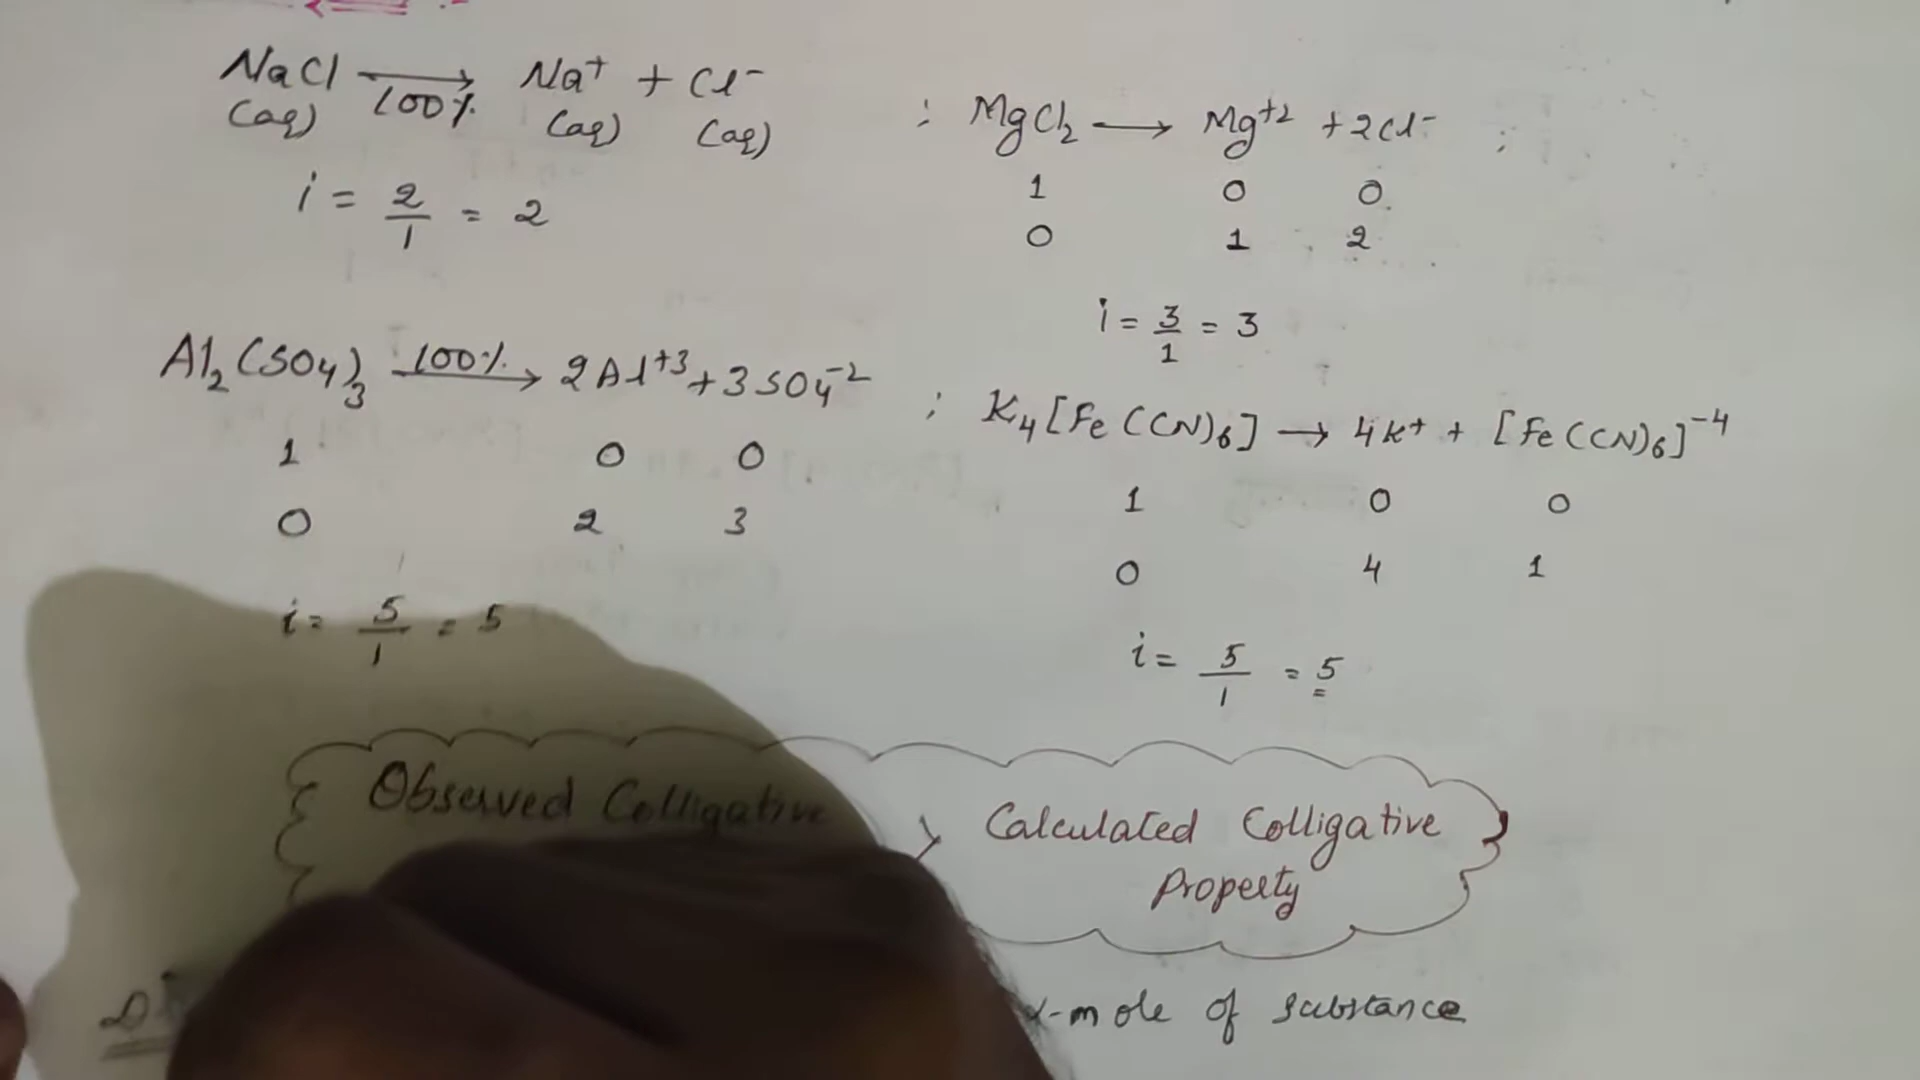 NaCl ⟶ Na⁺ + Cl⁻
(aq) 100% (aq) (aq)
i = 2/1 = 2
; MgCl₂ ⟶ Mg⁺² + 2Cl⁻ ;
1 0 0
0 1 2
i = 3/1 = 3
Al₂(SO₄)₃ 100% ⟶ 2Al⁺³ + 3SO₄⁻²
1 0 0
0 2 3
i = 5/1 = 5
; K₄[Fe(CN)₆] → 4K⁺ + [Fe(CN)₆]⁻⁴
1 0 0
0 4 1
i = 5/1 = 5
Observed Colligative > Calculated Colligative
Property
mole of substance